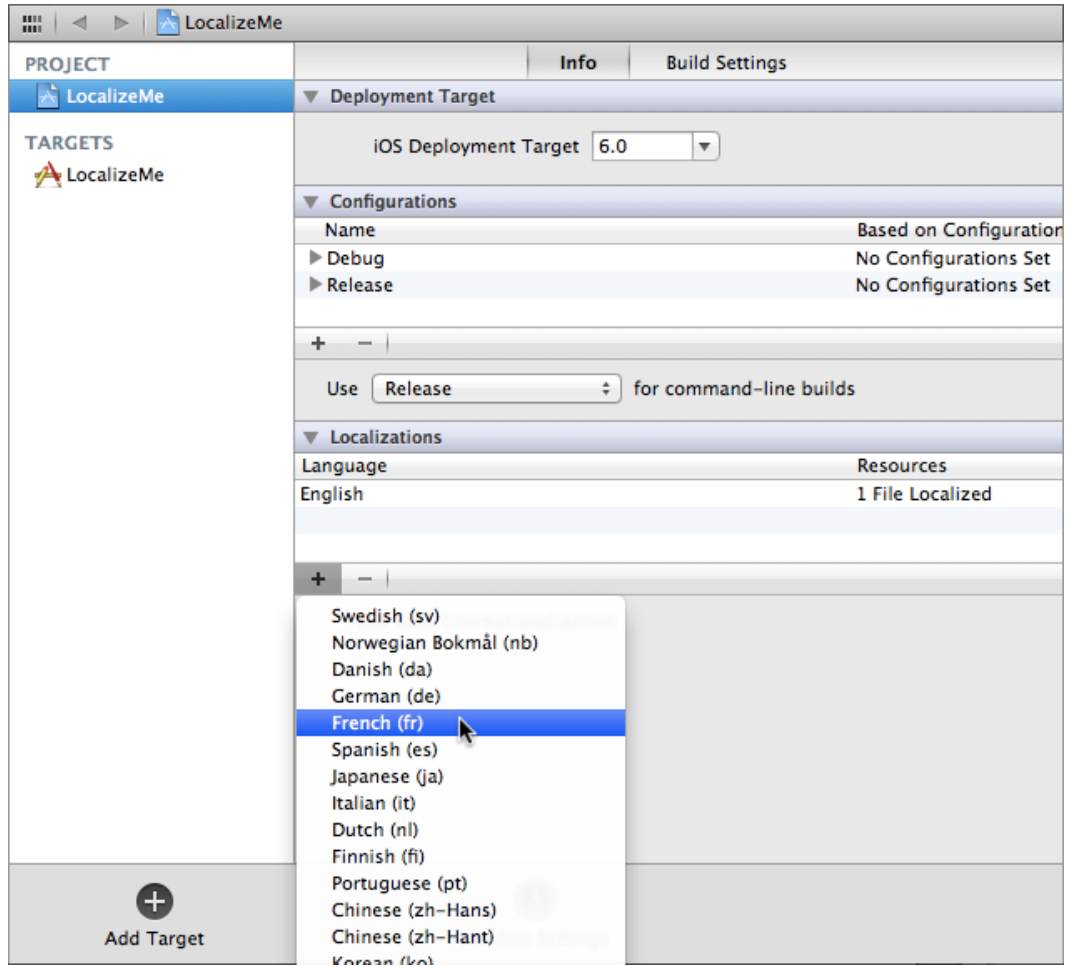 LocalizeMe
PROJECT
LocalizeMe
TARGETS
LocalizeMe
Info Build Settings
Deployment Target
iOS Deployment Target 6.0
Configurations
Name Based on Configuration
Debug No Configurations Set
Release No Configurations Set
+ −
Use Release for command-line builds
Localizations
Language Resources
English 1 File Localized
+ −
Swedish (sv)
Norwegian Bokmål (nb)
Danish (da)
German (de)
French (fr)
Spanish (es)
Japanese (ja)
Italian (it)
Dutch (nl)
Finnish (fi)
Portuguese (pt)
Chinese (zh-Hans)
Chinese (zh-Hant)
Korean (ko)
Add Target